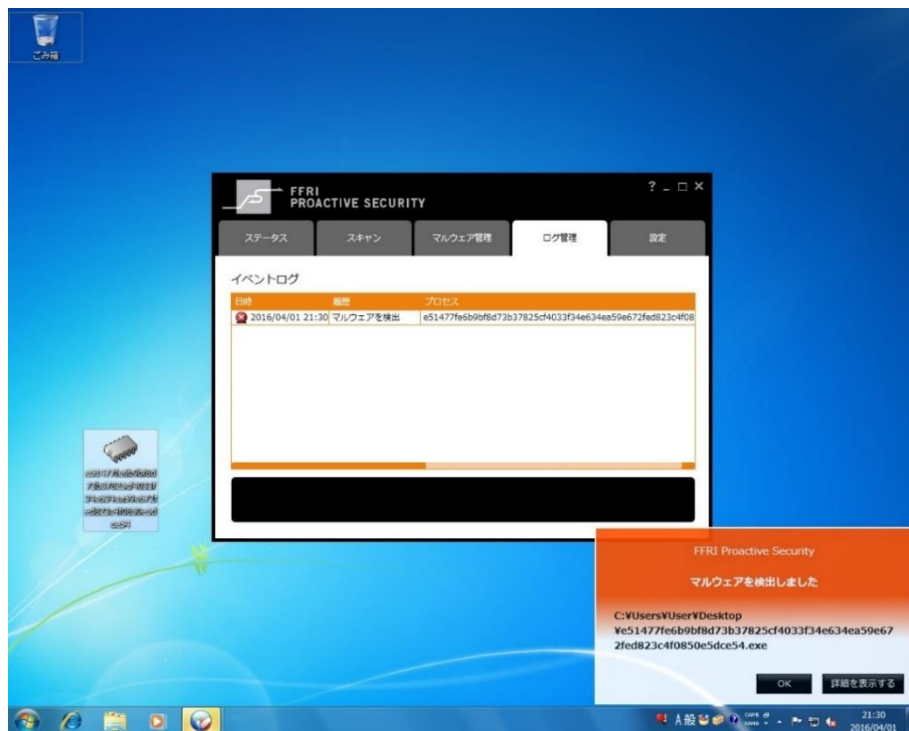 ごみ箱
FFRI
PROACTIVE SECURITY
? _ □ ×
ステータス
スキャン
マルウェア管理
ログ管理
設定
イベントログ
日時 履歴 プロセス
2016/04/01 21:30 マルウェアを検出 e51477fe6b9bf8d73b37825cf4033f34e634ea59e672fed823c4f08
FFRI Proactive Security
マルウェアを検出しました
C:¥Users¥User¥Desktop
¥e51477fe6b9bf8d73b37825cf4033f34e634ea59e67
2fed823c4f0850e5dce54.exe
OK
詳細を表示する
A 般
CAPS
KANA
21:30
2016/04/01